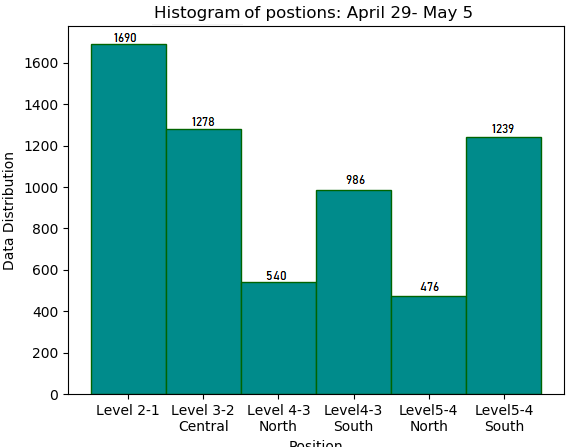 Histogram of postions: April 29- May 5
1690
1278
540
986
476
1239
1600
1400
1200
1000
800
600
400
200
0
Data Distribution
Level 2-1
Level 3-2
Central
Level 4-3
North
Level4-3
South
Level5-4
North
Level5-4
South
Position